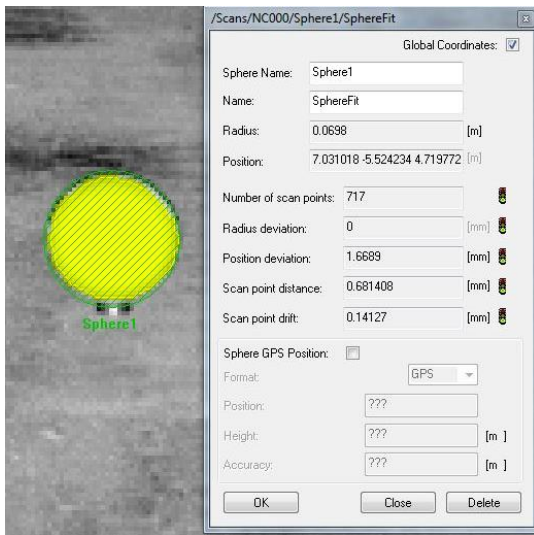 /Scans/NC000/Sphere1/SphereFit
Global Coordinates:
Sphere Name: Sphere1
Name: SphereFit
Radius: 0.0698 [m]
Position: 7.031018 -5.524234 4.719772 [m]
Number of scan points: 717
Radius deviation: 0 [mm]
Position deviation: 1.6689 [mm]
Scan point distance: 0.681408 [mm]
Scan point drift: 0.14127 [mm]
Sphere1
Sphere GPS Position:
Format: GPS
Position: ???
Height: ??? [m ]
Accuracy: ??? [m ]
OK Close Delete